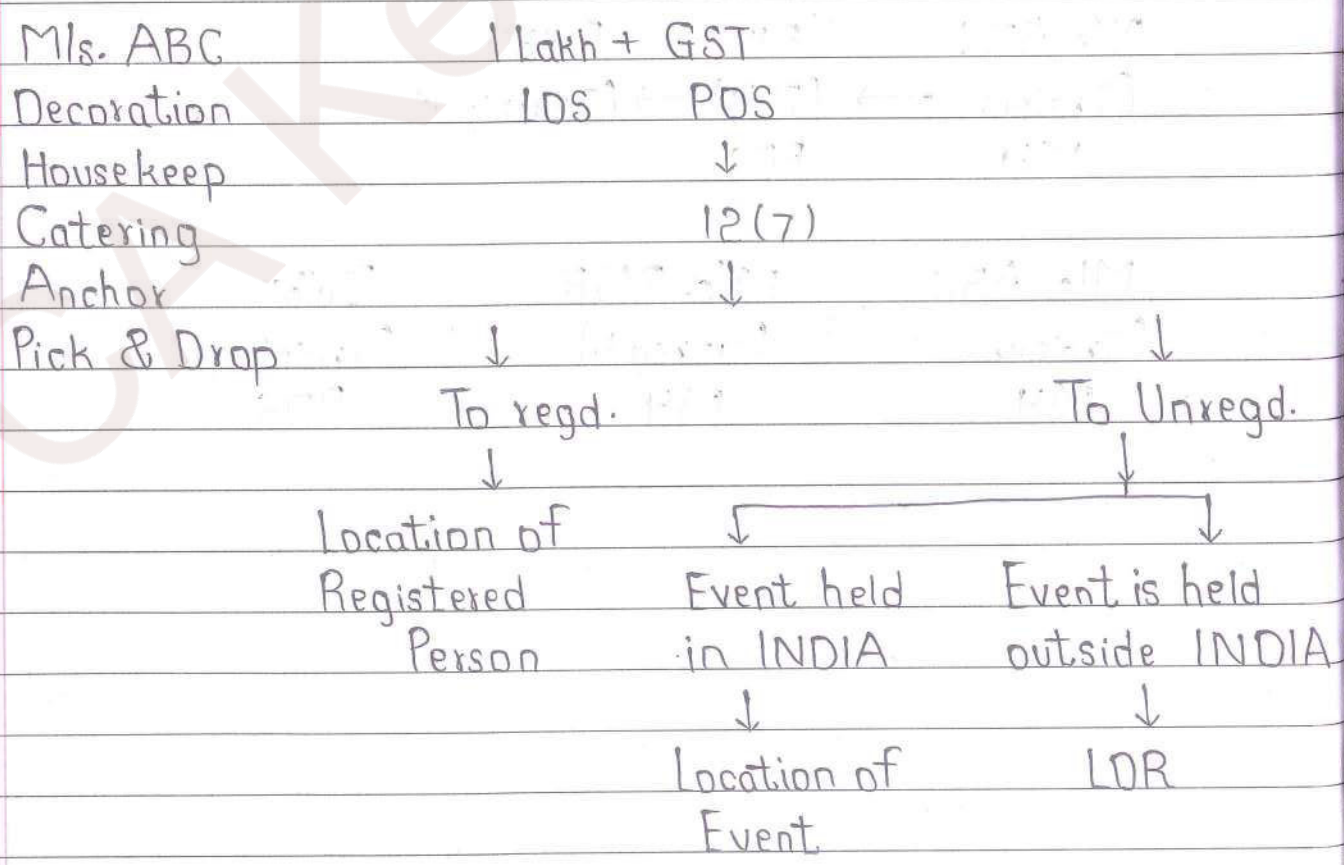 M/s. ABC 1 Lakh + GST
Decoration LOS POS
↓
Housekeep
Catering 12(7)
Anchor ↓
Pick & Drop ↓ ↓
To regd. To Unregd.
↓ ↓
Location of ↓ ↓
Registered Event held Event is held
Person in INDIA outside INDIA
↓ ↓
Location of LOR
Event